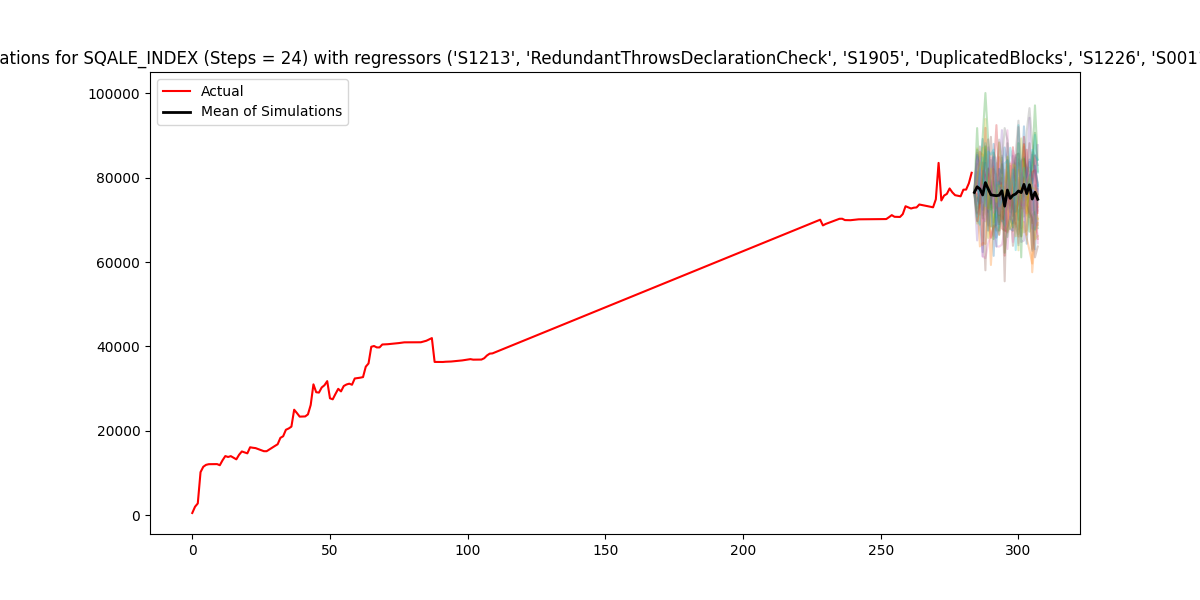 ations for SQALE_INDEX (Steps = 24) with regressors ('S1213', 'RedundantThrowsDeclarationCheck', 'S1905', 'DuplicatedBlocks', 'S1226', 'S001
Actual
Mean of Simulations
100000
80000
60000
40000
20000
0
0 50 100 150 200 250 300